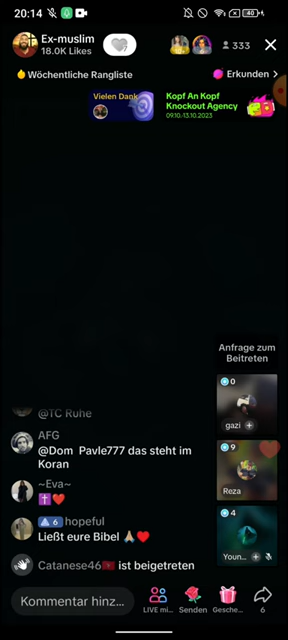 20:14
40
Ex-muslim
18.0K Likes
333
Wöchentliche Rangliste
Erkunden >
Vielen Dank
Kopf An Kopf
Knockout Agency
09.10-13.10.2023
Anfrage zum
Beitreten
0
gazi
9
Reza
4
Youn...
@TC Ruhe
AFG
@Dom Pavle777 das steht im
Koran
~Eva~
✝️❤️
6 hopeful
Ließt eure Bibel 🙏🏼❤️
Catanese46🇲🇦 ist beigetreten
Kommentar hinz...
LIVE mi...
Senden
Gesche...
6